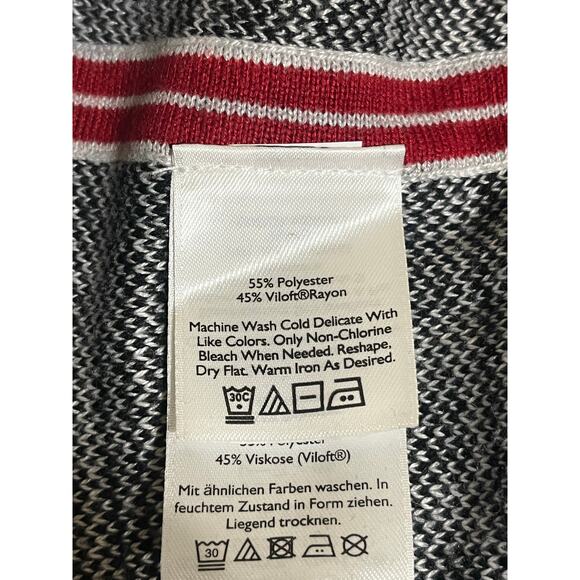 55% Polyester
45% Viloft®Rayon
Machine Wash Cold Delicate With
Like Colors. Only Non-Chlorine
Bleach When Needed. Reshape,
Dry Flat. Warm Iron As Desired.
30C
55% Polyester
45% Viskose (Viloft®)
Mit ähnlichen Farben waschen. In
feuchtem Zustand in Form ziehen.
Liegend trocknen.
30